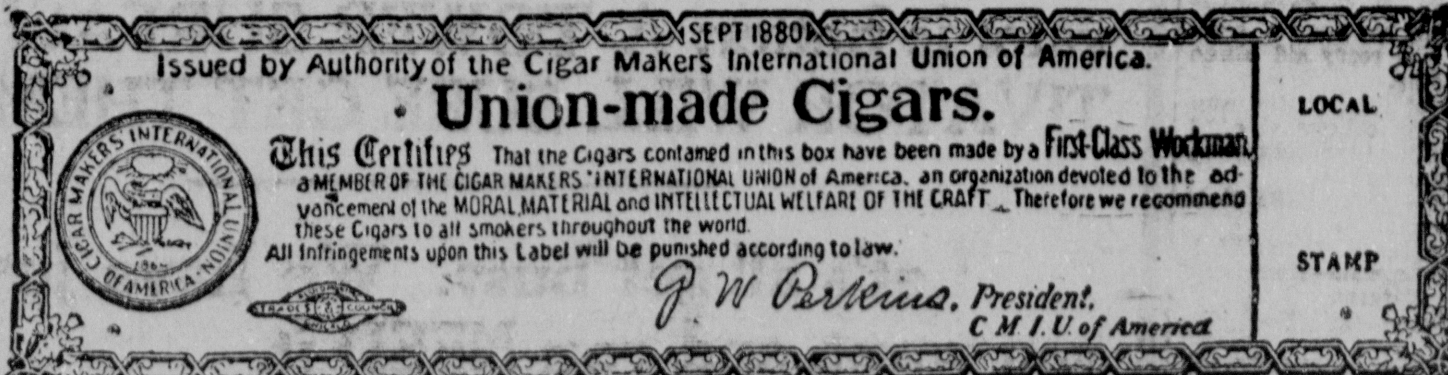 SEPT 1880
Issued by Authority of the Cigar Makers International Union of America.
Union-made Cigars.
This Certifies That the Cigars contained in this box have been made by a First-Class Workman,
a MEMBER OF THE CIGAR MAKERS' INTERNATIONAL UNION of America, an organization devoted to the ad-
vancement of the MORAL, MATERIAL and INTELLECTUAL WELFARE OF THE CRAFT. Therefore we recommend
these Cigars to all smokers throughout the world.
All Infringements upon this Label will be punished according to law.
G W Perkins, President,
C M I U of America
CIGAR MAKERS' INTERNATIONAL UNION
OF AMERICA
LOCAL
STAMP